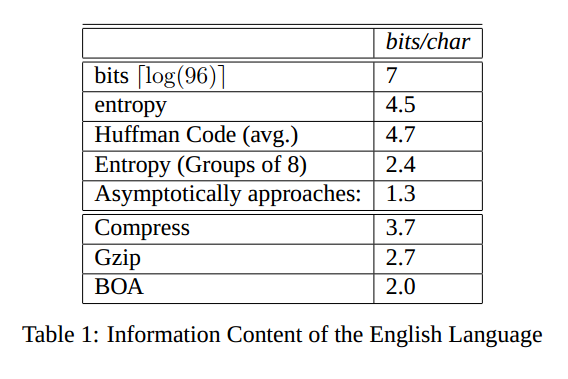 bits/char
bits ⌈log(96)⌉ 7
entropy 4.5
Huffman Code (avg.) 4.7
Entropy (Groups of 8) 2.4
Asymptotically approaches: 1.3
Compress 3.7
Gzip 2.7
BOA 2.0
Table 1: Information Content of the English Language